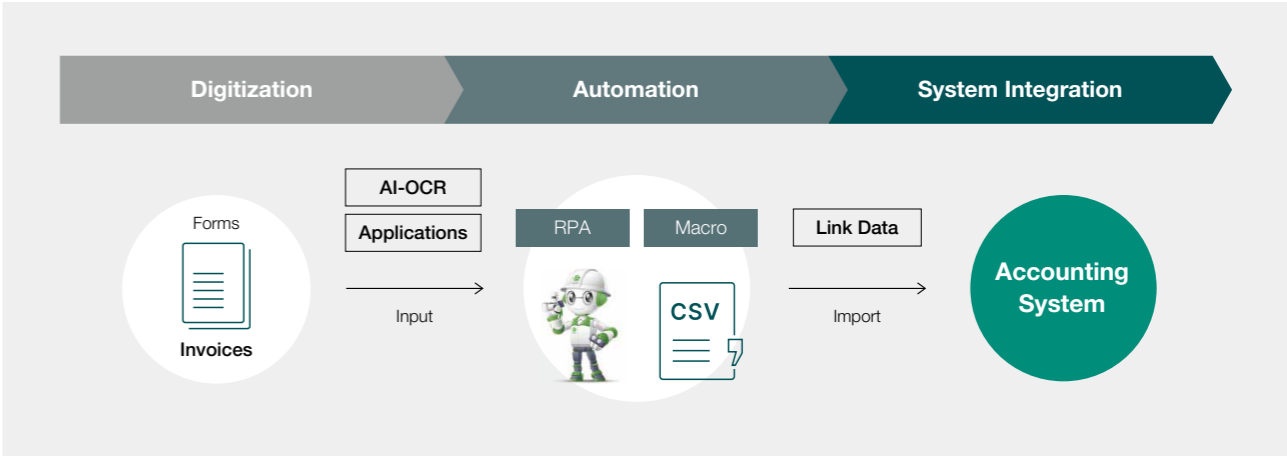 Digitization
Automation
System Integration
Forms
Invoices
AI-OCR
Applications
Input
RPA
Macro
CSV
Link Data
Import
Accounting
System